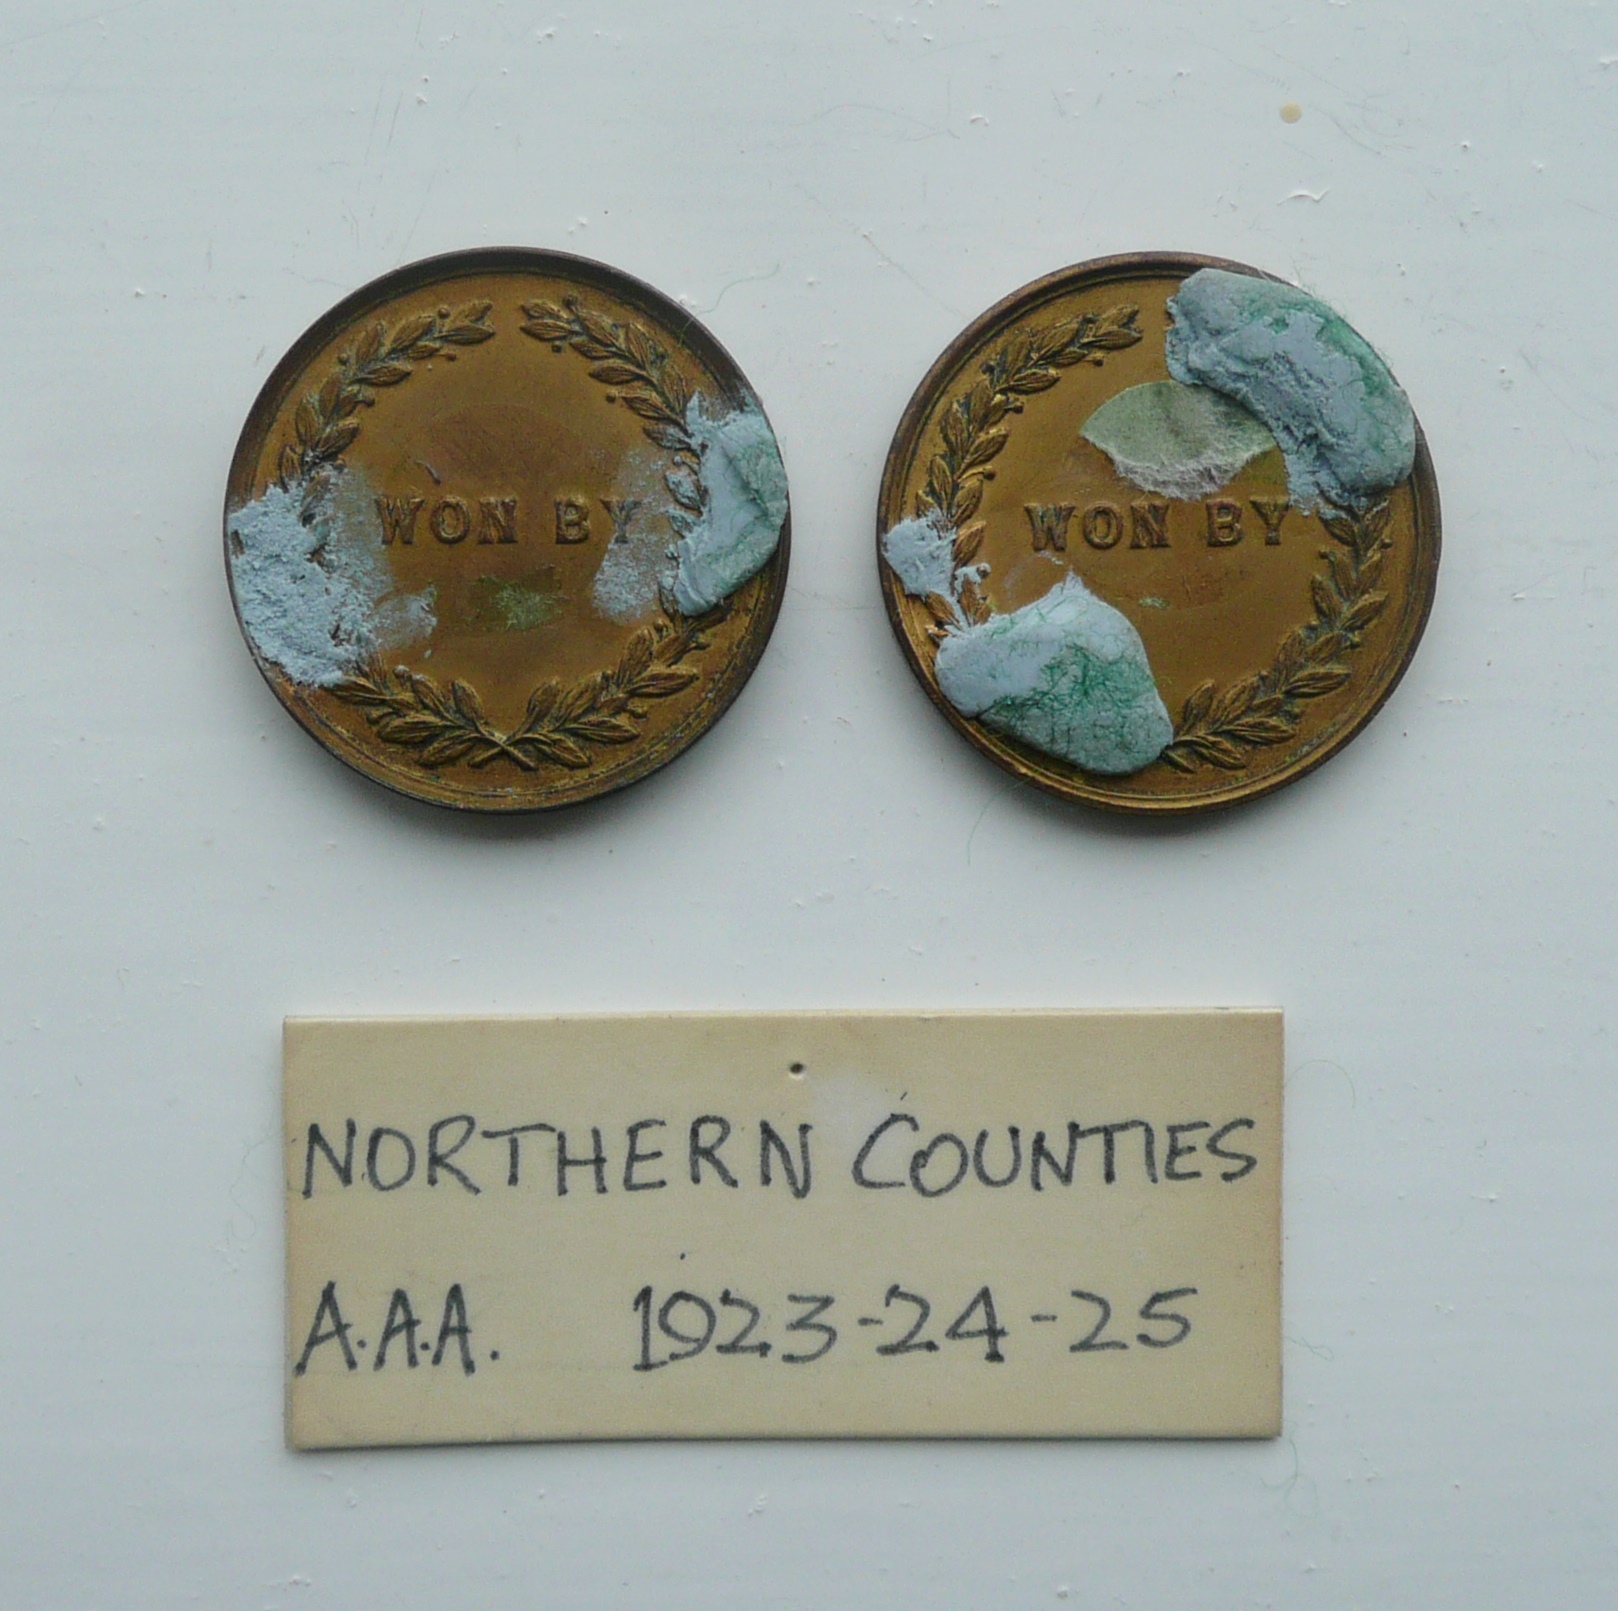 WON BY
WON BY
NORTHERN COUNTIES
A.A.A. 1923-24-25